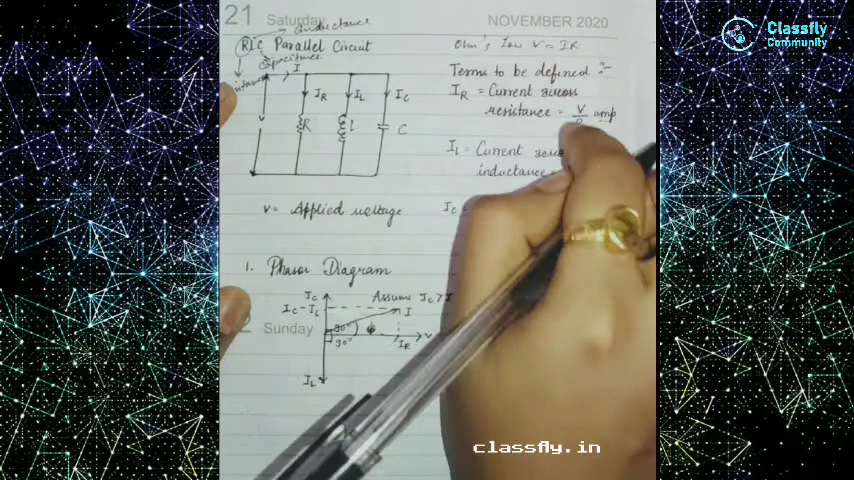 21 Saturday
NOVEMBER 2020
Classfly
Community
Inductance
RLC Parallel Circuit
Ohm's Law V = IR
Capacitance
I
Terms to be defined :-
IR IL IC
IR = Current across
resistance = V/R amp
V
R L C
IL = Current across
inductance =
V = Applied voltage
IC =
1. Phasor Diagram
IC
Assume IC > I
IC - IL
I
Sunday
90°
ϕ
90°
IR
V
IL
classfly.in